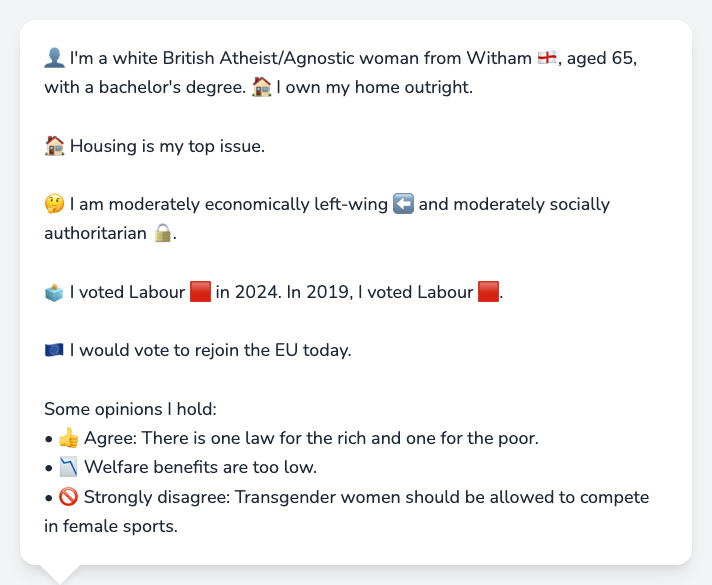 👤 I'm a white British Atheist/Agnostic woman from Witham 🏴󠁧󠁢󠁥󠁮󠁧󠁿, aged 65,
with a bachelor's degree. 🏠 I own my home outright.
🏠 Housing is my top issue.
🤔 I am moderately economically left-wing ⬅️ and moderately socially
authoritarian 🔒.
🗳️ I voted Labour 🟥 in 2024. In 2019, I voted Labour 🟥.
🇪🇺 I would vote to rejoin the EU today.
Some opinions I hold:
• 👍 Agree: There is one law for the rich and one for the poor.
• 📉 Welfare benefits are too low.
• 🚫 Strongly disagree: Transgender women should be allowed to compete
in female sports.